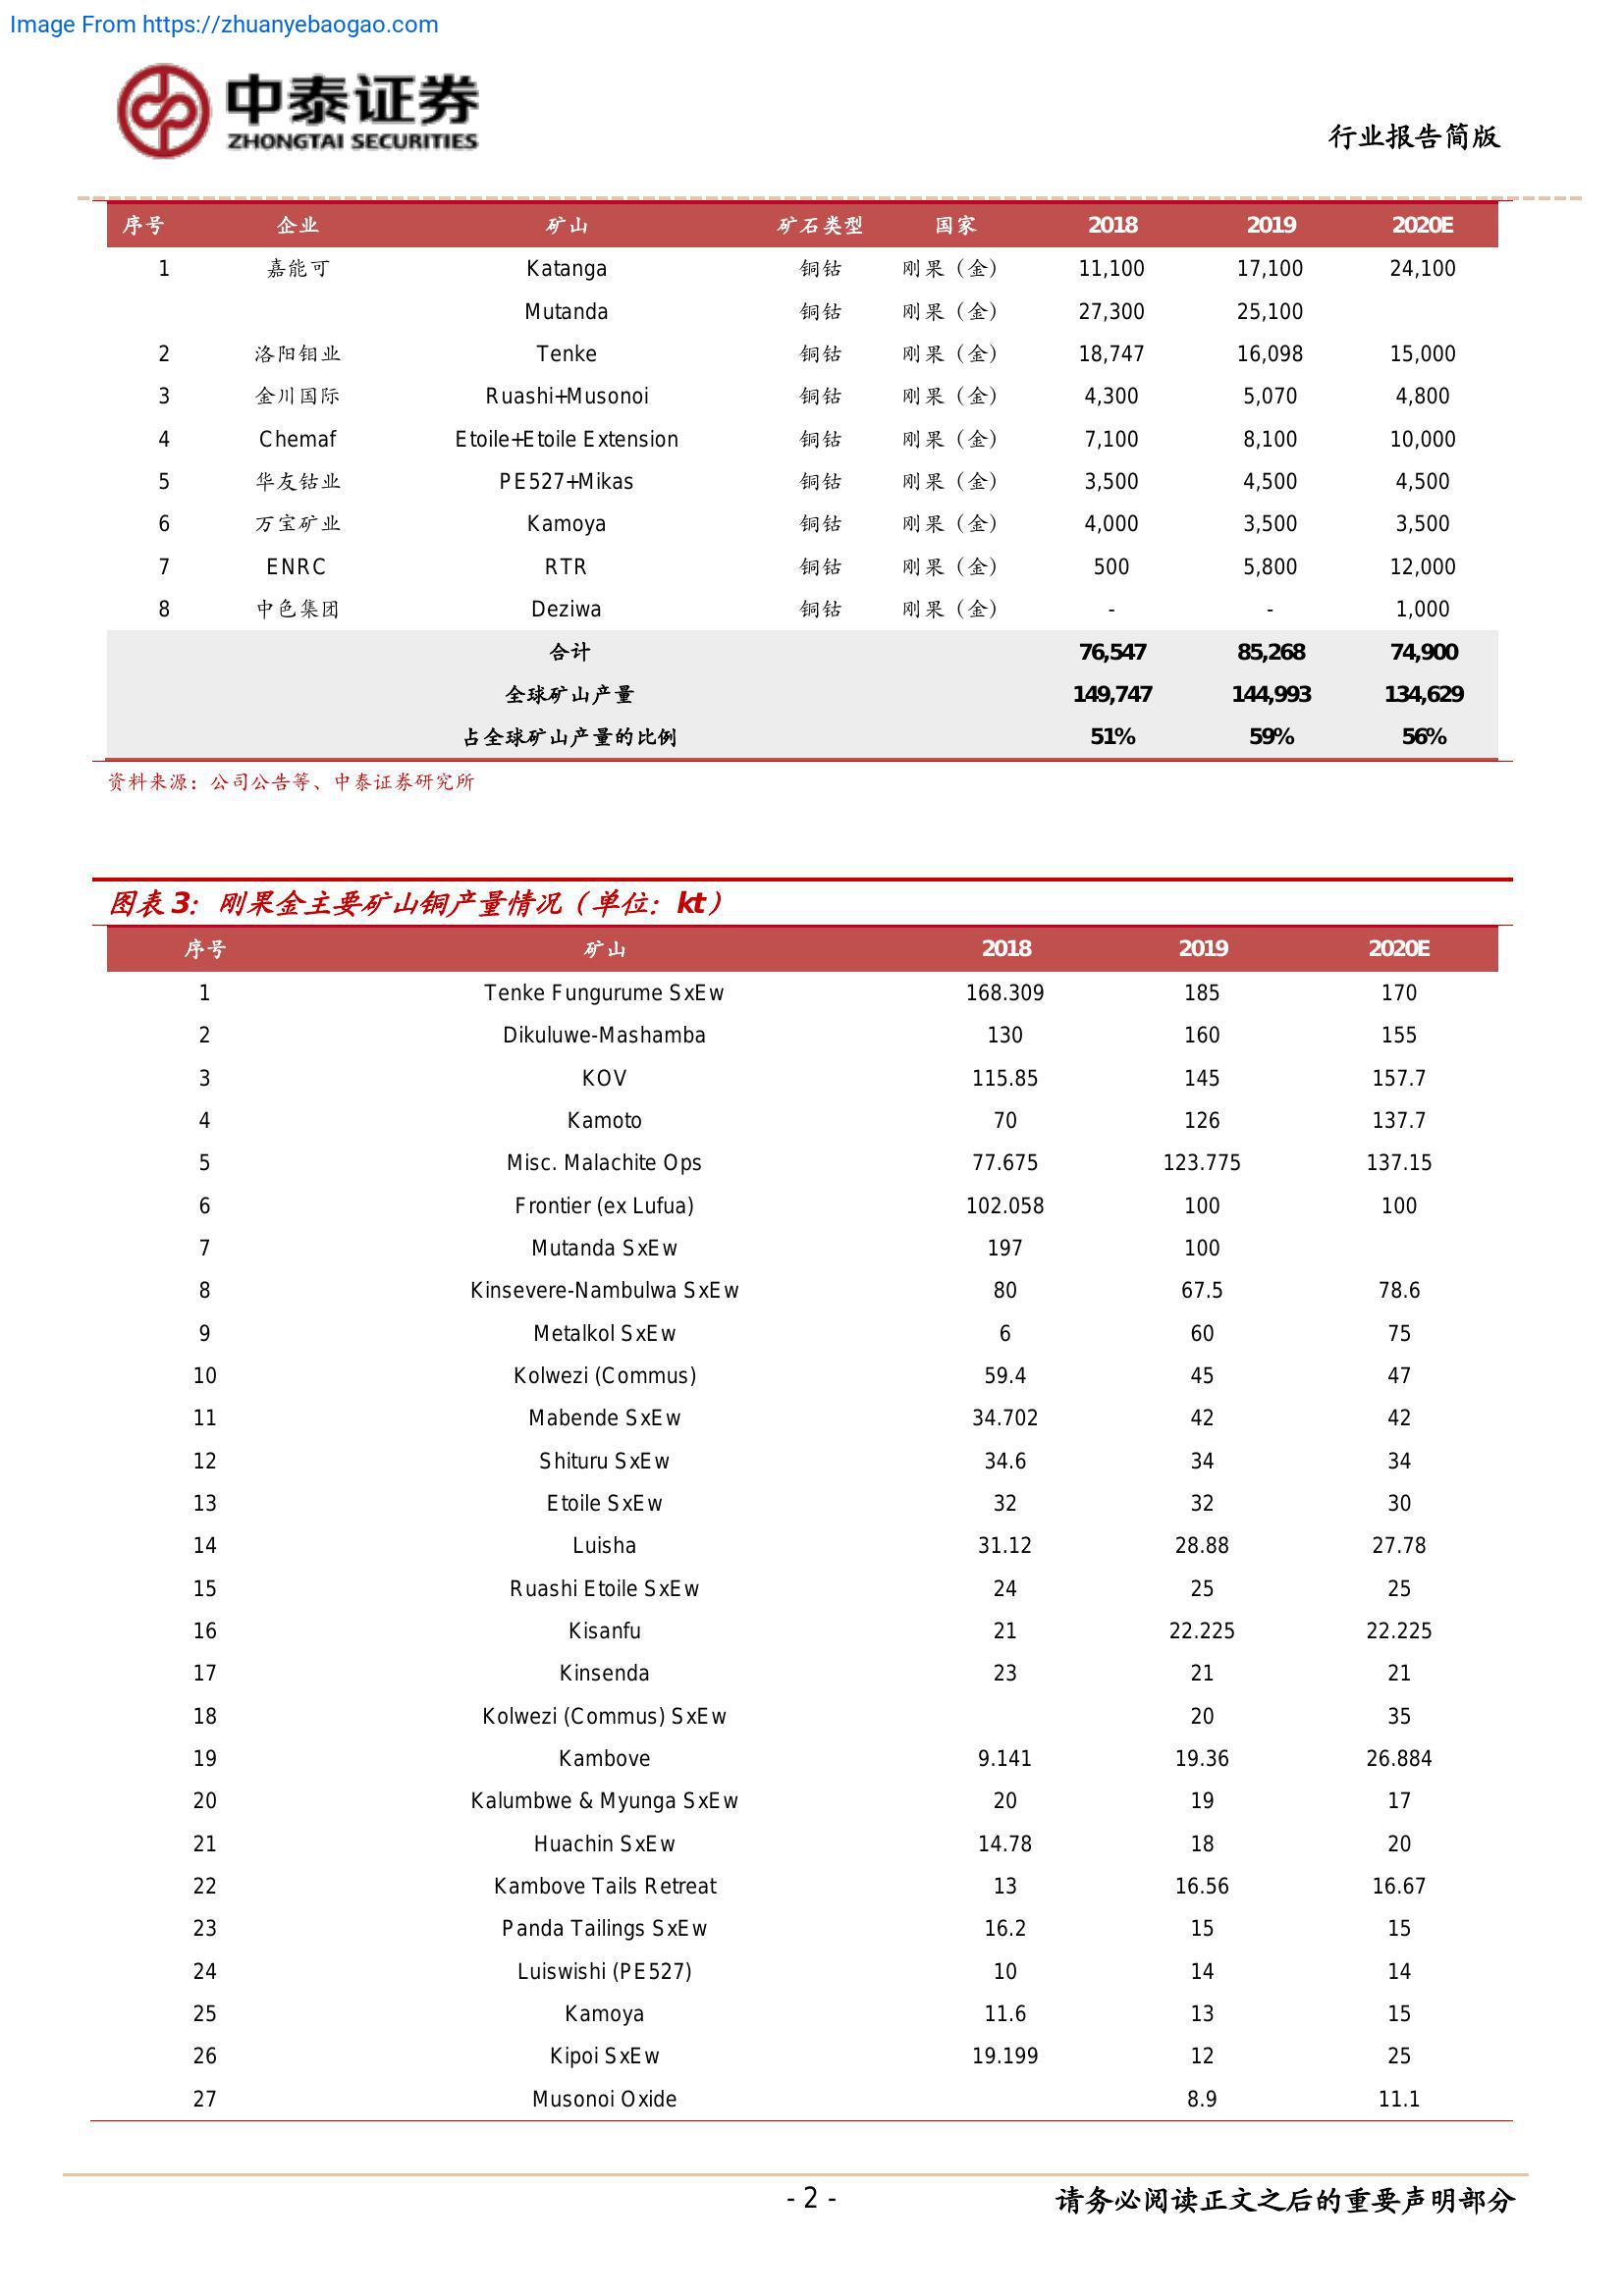 Image From https://zhuanyebaogao.com
中泰证券
ZHONGTAI SECURITIES
行业报告简版
序号 企业 矿山 矿石类型 国家 2018 2019 2020E
1 嘉能可 Katanga 铜钴 刚果（金） 11,100 17,100 24,100
Mutanda 铜钴 刚果（金） 27,300 25,100
2 洛阳钼业 Tenke 铜钴 刚果（金） 18,747 16,098 15,000
3 金川国际 Ruashi+Musonoi 铜钴 刚果（金） 4,300 5,070 4,800
4 Chemaf Etoile+Etoile Extension 铜钴 刚果（金） 7,100 8,100 10,000
5 华友钴业 PE527+Mikas 铜钴 刚果（金） 3,500 4,500 4,500
6 万宝矿业 Kamoya 铜钴 刚果（金） 4,000 3,500 3,500
7 ENRC RTR 铜钴 刚果（金） 500 5,800 12,000
8 中色集团 Deziwa 铜钴 刚果（金） - - 1,000
合计 76,547 85,268 74,900
全球矿山产量 149,747 144,993 134,629
占全球矿山产量的比例 51% 59% 56%
资料来源：公司公告等、中泰证券研究所
图表 3：刚果金主要矿山铜产量情况（单位：kt）
序号 矿山 2018 2019 2020E
1 Tenke Fungurume SxEw 168.309 185 170
2 Dikuluwe-Mashamba 130 160 155
3 KOV 115.85 145 157.7
4 Kamoto 70 126 137.7
5 Misc. Malachite Ops 77.675 123.775 137.15
6 Frontier (ex Lufua) 102.058 100 100
7 Mutanda SxEw 197 100
8 Kinsevere-Nambulwa SxEw 80 67.5 78.6
9 Metalkol SxEw 6 60 75
10 Kolwezi (Commus) 59.4 45 47
11 Mabende SxEw 34.702 42 42
12 Shituru SxEw 34.6 34 34
13 Etoile SxEw 32 32 30
14 Luisha 31.12 28.88 27.78
15 Ruashi Etoile SxEw 24 25 25
16 Kisanfu 21 22.225 22.225
17 Kinsenda 23 21 21
18 Kolwezi (Commus) SxEw 20 35
19 Kambove 9.141 19.36 26.884
20 Kalumbwe & Myunga SxEw 20 19 17
21 Huachin SxEw 14.78 18 20
22 Kambove Tails Retreat 13 16.56 16.67
23 Panda Tailings SxEw 16.2 15 15
24 Luiswishi (PE527) 10 14 14
25 Kamoya 11.6 13 15
26 Kipoi SxEw 19.199 12 25
27 Musonoi Oxide 8.9 11.1
- 2 -
请务必阅读正文之后的重要声明部分